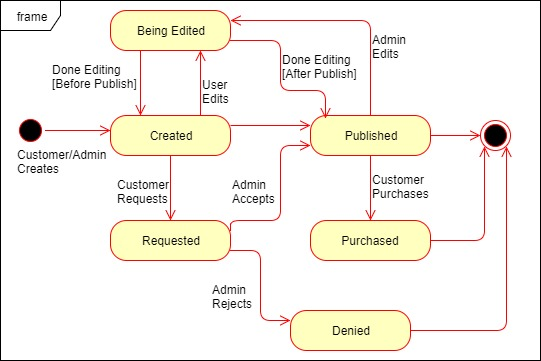 frame
Being Edited
Admin
Edits
Done Editing
[Before Publish]
User
Edits
Done Editing
[After Publish]
Created
Published
Customer/Admin
Creates
Customer
Requests
Admin
Accepts
Customer
Purchases
Requested
Purchased
Admin
Rejects
Denied